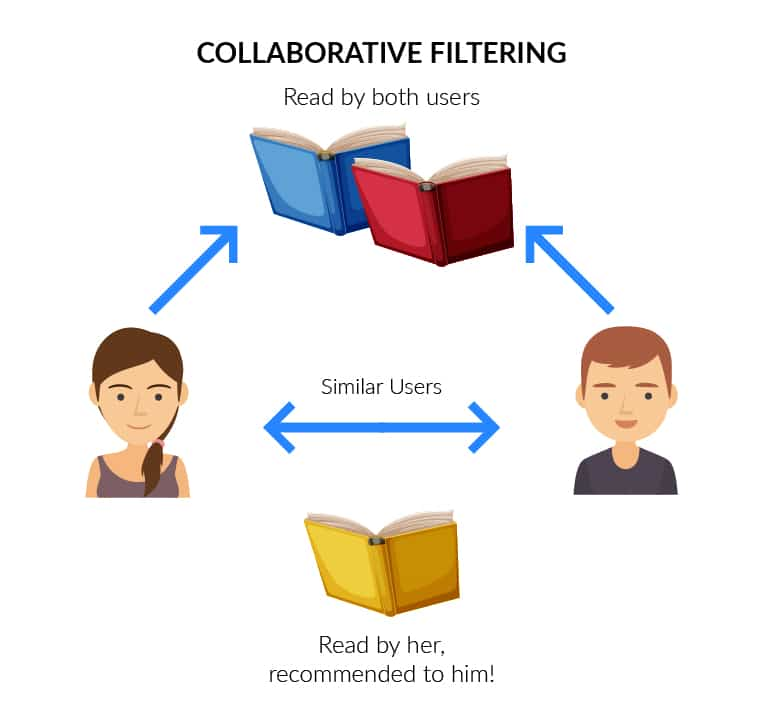 COLLABORATIVE FILTERING
Read by both users
Similar Users
Read by her,
recommended to him!